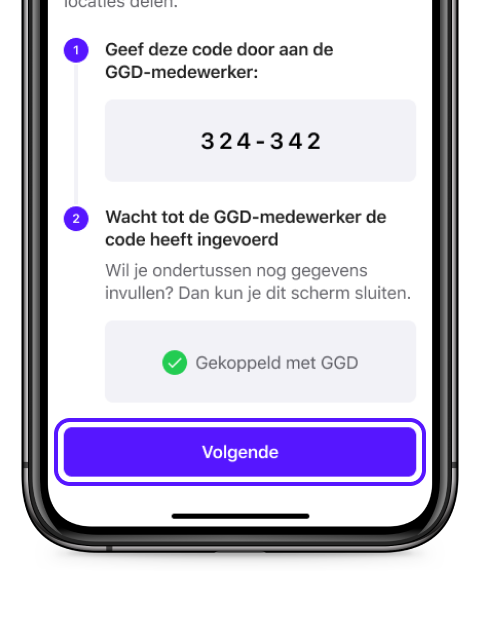 locaties delen.
1
Geef deze code door aan de
GGD-medewerker:
324-342
2
Wacht tot de GGD-medewerker de
code heeft ingevoerd
Wil je ondertussen nog gegevens
invullen? Dan kun je dit scherm sluiten.
Gekoppeld met GGD
Volgende